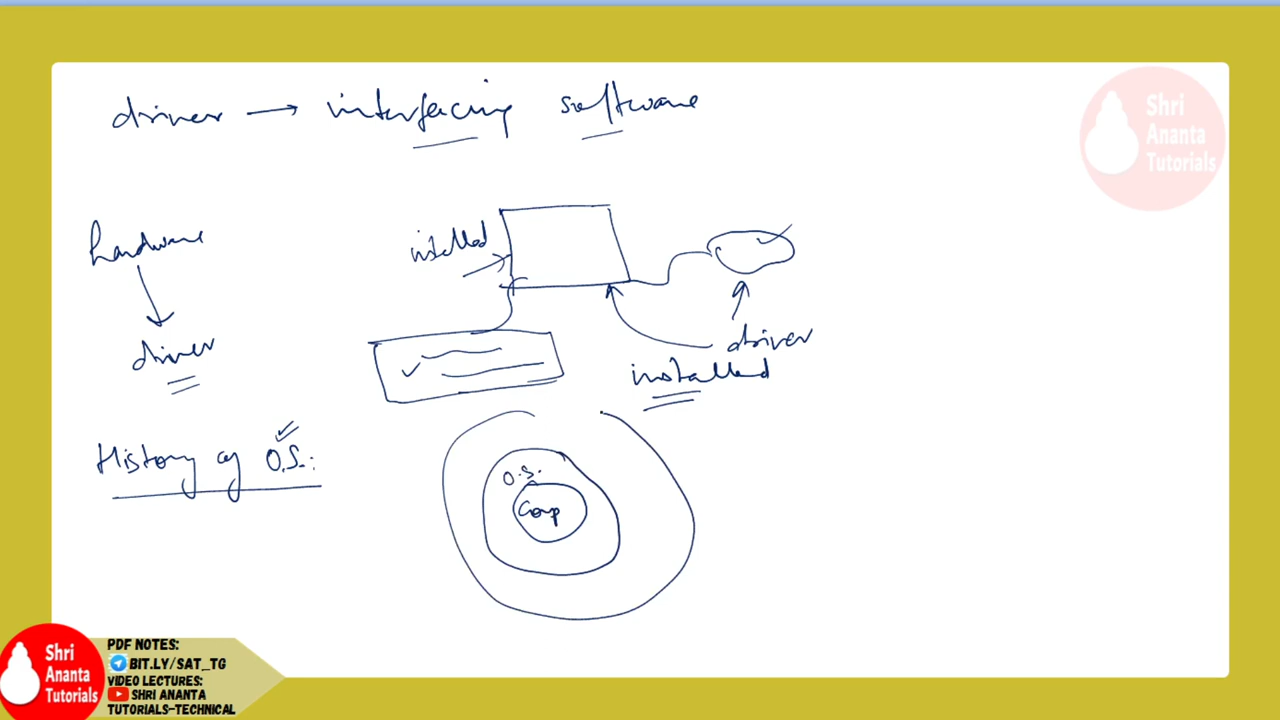 driver → interfacing software
Shri
Ananta
Tutorials
hardware
installed
driver
driver
installed
History of O.S.:
O.S.
Comp
Shri
Ananta
Tutorials
PDF NOTES:
BIT.LY/SAT_TG
VIDEO LECTURES:
SHRI ANANTA
TUTORIALS-TECHNICAL